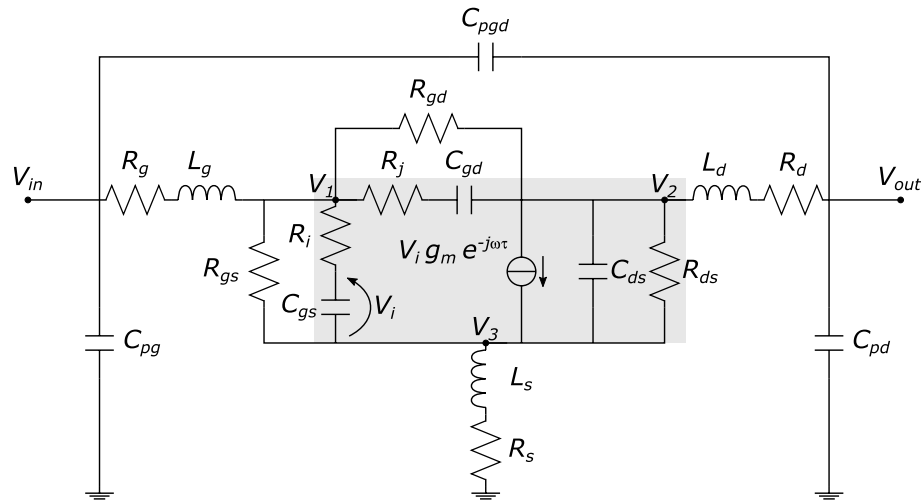 C_pgd
R_gd
R_g L_g R_j C_gd L_d R_d
V_in V_1 V_2 V_out
R_i V_i g_m e^-jωτ
R_gs C_gs V_i C_ds R_ds
C_pg V_3 C_pd
L_s
R_s